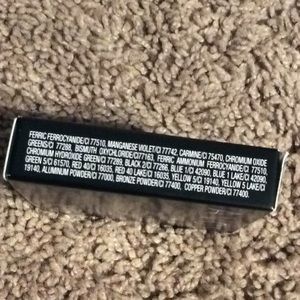 FERRIC FERROCYANIDE/CI 77510, MANGANESE VIOLET/CI 77742, CARMINE/CI 75470, CHROMIUM OXIDE
GREENS/CI 77288, BISMUTH OXYCHLORIDE/CI77163, FERRIC AMMONIUM FERROCYANIDE/CI 77510,
CHROMIUM HYDROXIDE GREEN/CI 77289, BLACK 2/CI 77266, BLUE 1/CI 42090, BLUE 1 LAKE/CI 42090,
GREEN 5/CI 61570, RED 40/CI 16035, RED 40 LAKE/CI 16035, YELLOW 5/CI 19140, YELLOW 5 LAKE/CI
19140, ALUMINUM POWDER/CI 77000, BRONZE POWDER/CI 77400, COPPER POWDER/CI 77400.